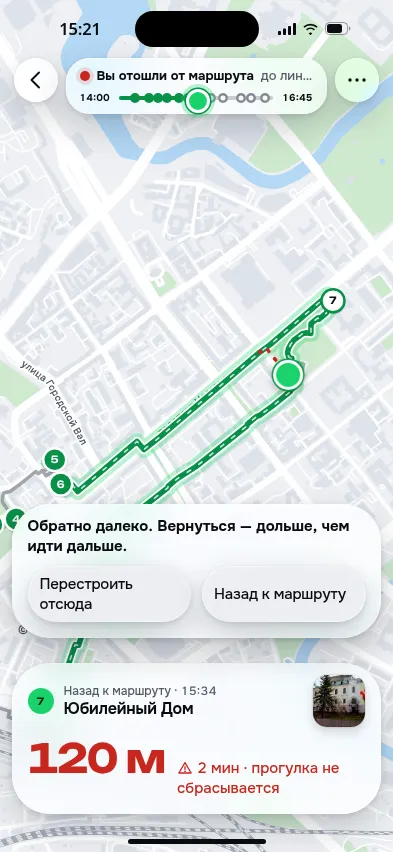 15:21
Вы отошли от маршрута до лин...
14:00 16:45
7
улица Городской Вал
5
6
4
Обратно далеко. Вернуться — дольше, чем
идти дальше.
Перестроить
отсюда
Назад к маршруту
7
Назад к маршруту · 15:34
Юбилейный Дом
120 м
2 мин · прогулка не
сбрасывается